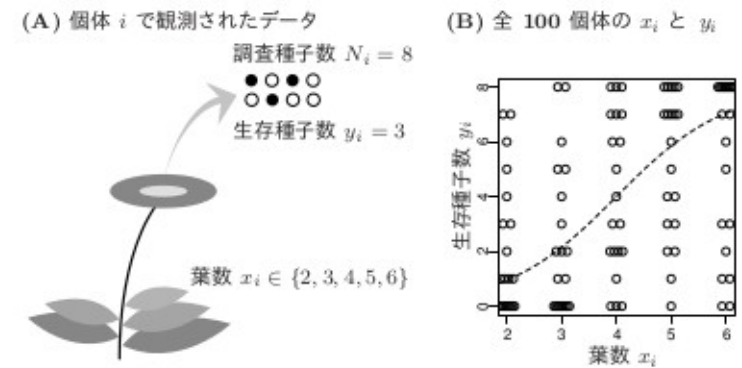 (A) 個体 i で観測されたデータ
調査種子数 N_i = 8
生存種子数 y_i = 3
葉数 x_i ∈ {2, 3, 4, 5, 6}
(B) 全 100 個体の x_i と y_i
生存種子数 y_i
8
6
4
2
0
2 3 4 5 6
葉数 x_i